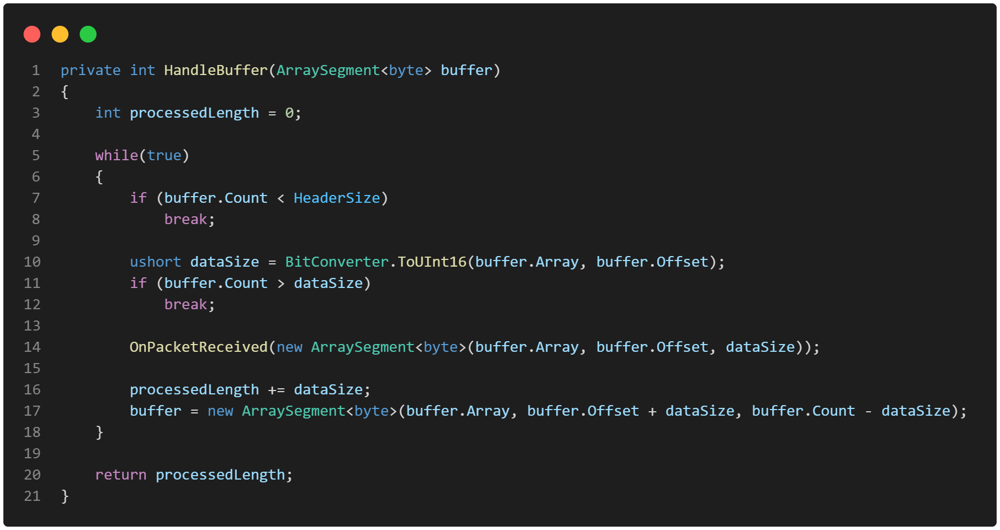 1 private int HandleBuffer(ArraySegment<byte> buffer)
2 {
3     int processedLength = 0;
4
5     while(true)
6     {
7         if (buffer.Count < HeaderSize)
8             break;
9
10         ushort dataSize = BitConverter.ToUInt16(buffer.Array, buffer.Offset);
11         if (buffer.Count > dataSize)
12             break;
13
14         OnPacketReceived(new ArraySegment<byte>(buffer.Array, buffer.Offset, dataSize));
15
16         processedLength += dataSize;
17         buffer = new ArraySegment<byte>(buffer.Array, buffer.Offset + dataSize, buffer.Count - dataSize);
18     }
19
20     return processedLength;
21 }